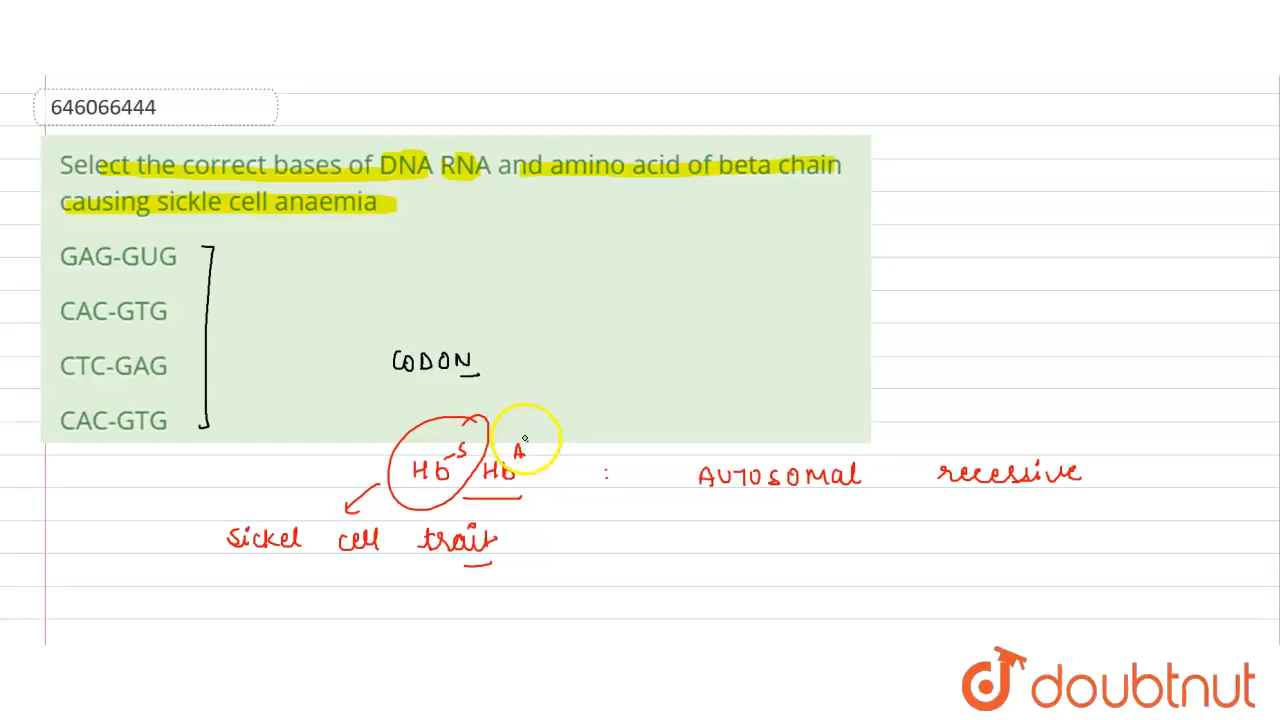 646066444
Select the correct bases of DNA RNA and amino acid of beta chain
causing sickle cell anaemia
GAG-GUG
CAC-GTG
CTC-GAG
CAC-GTG
CODON
Hb^S Hb^A : AUTOSOMAL recessive
Sickel cell trait
doubtnut